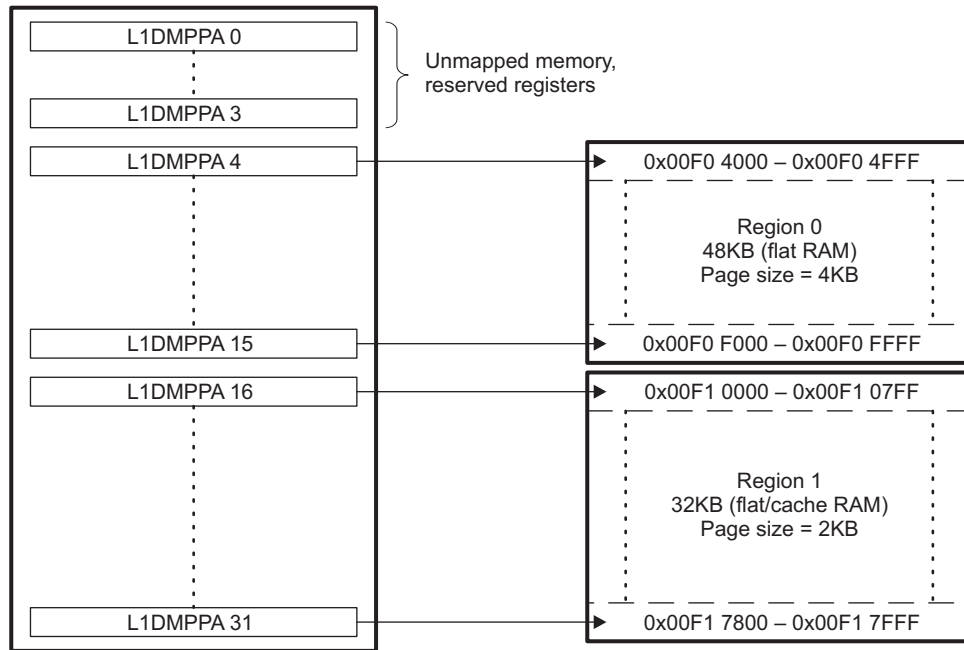 L1DMPPA 0
Unmapped memory,
reserved registers
L1DMPPA 3
L1DMPPA 4
0x00F0 4000 – 0x00F0 4FFF
Region 0
48KB (flat RAM)
Page size = 4KB
L1DMPPA 15
0x00F0 F000 – 0x00F0 FFFF
L1DMPPA 16
0x00F1 0000 – 0x00F1 07FF
Region 1
32KB (flat/cache RAM)
Page size = 2KB
L1DMPPA 31
0x00F1 7800 – 0x00F1 7FFF